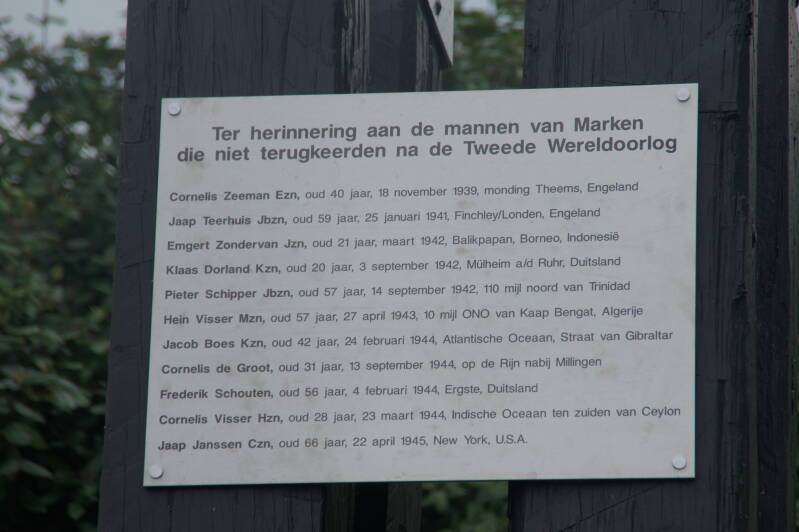 Ter herinnering aan de mannen van Marken
die niet terugkeerden na de Tweede Wereldoorlog
Cornelis Zeeman Ezn, oud 40 jaar, 18 november 1939, monding Theems, Engeland
Jaap Teerhuis Jbzn, oud 59 jaar, 25 januari 1941, Finchley/Londen, Engeland
Emgert Zondervan Jzn, oud 21 jaar, maart 1942, Balikpapan, Borneo, Indonesië
Klaas Dorland Kzn, oud 20 jaar, 3 september 1942, Mülheim a/d Ruhr, Duitsland
Pieter Schipper Jbzn, oud 57 jaar, 14 september 1942, 110 mijl noord van Trinidad
Hein Visser Mzn, oud 57 jaar, 27 april 1943, 10 mijl ONO van Kaap Bengat, Algerije
Jacob Boes Kzn, oud 42 jaar, 24 februari 1944, Atlantische Oceaan, Straat van Gibraltar
Cornelis de Groot, oud 31 jaar, 13 september 1944, op de Rijn nabij Millingen
Frederik Schouten, oud 56 jaar, 4 februari 1944, Ergste, Duitsland
Cornelis Visser Hzn, oud 28 jaar, 23 maart 1944, Indische Oceaan ten zuiden van Ceylon
Jaap Janssen Czn, oud 66 jaar, 22 april 1945, New York, U.S.A.